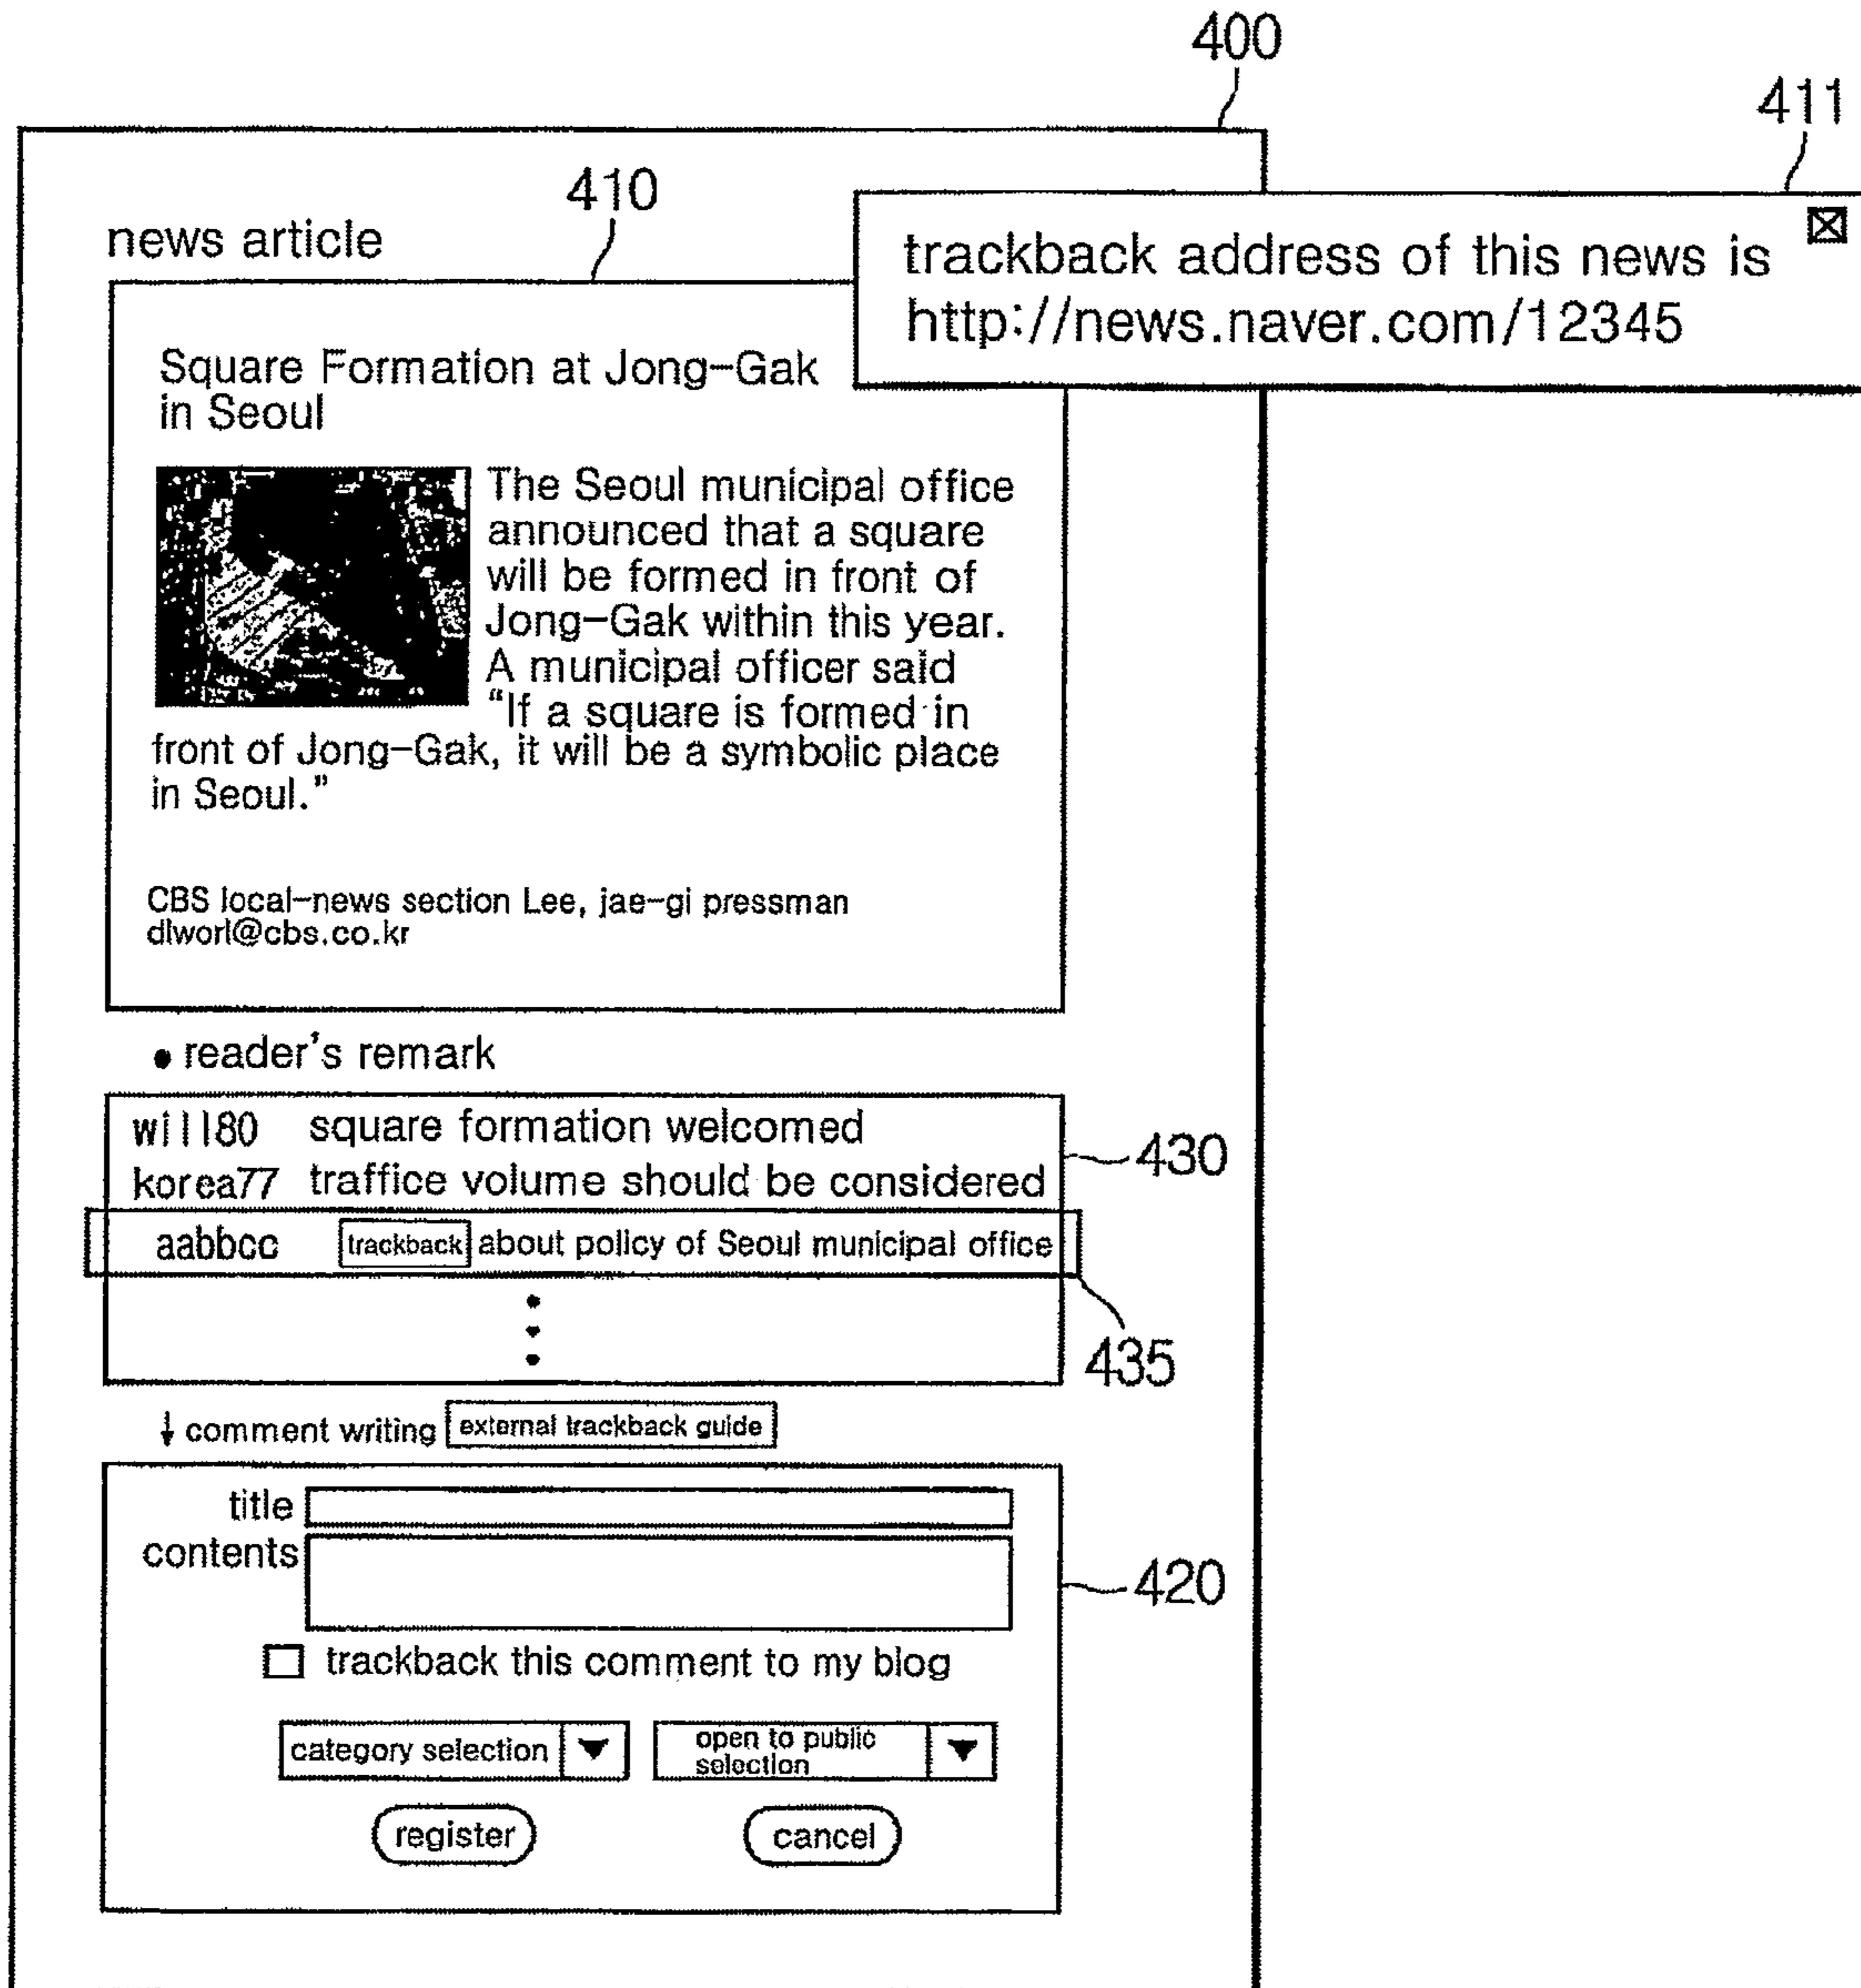 400
411
410
news article
trackback address of this news is
http://news.naver.com/12345
Square Formation at Jong-Gak
in Seoul
The Seoul municipal office
announced that a square
will be formed in front of
Jong-Gak within this year.
A municipal officer said
"If a square is formed in
front of Jong-Gak, it will be a symbolic place
in Seoul."
CBS local-news section Lee, jae-gi pressman
dlworl@cbs.co.kr
• reader's remark
will80 square formation welcomed
korea77 traffice volume should be considered
430
aabbcc trackback about policy of Seoul municipal office
435
↓ comment writing external trackback guide
title
contents
420
trackback this comment to my blog
category selection ▼ open to public
selection ▼
register cancel